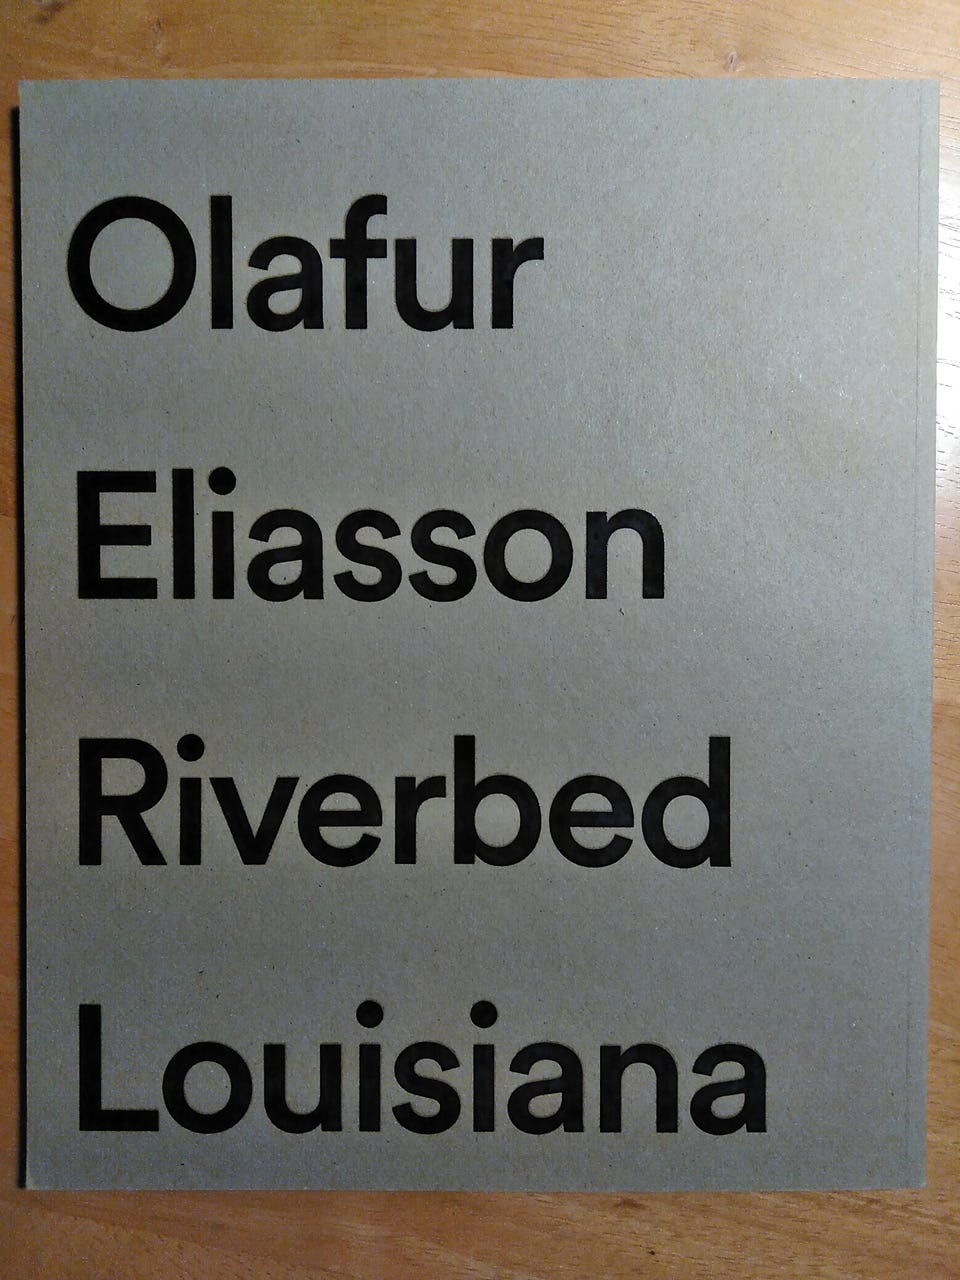 Olafur
Eliasson
Riverbed
Louisiana